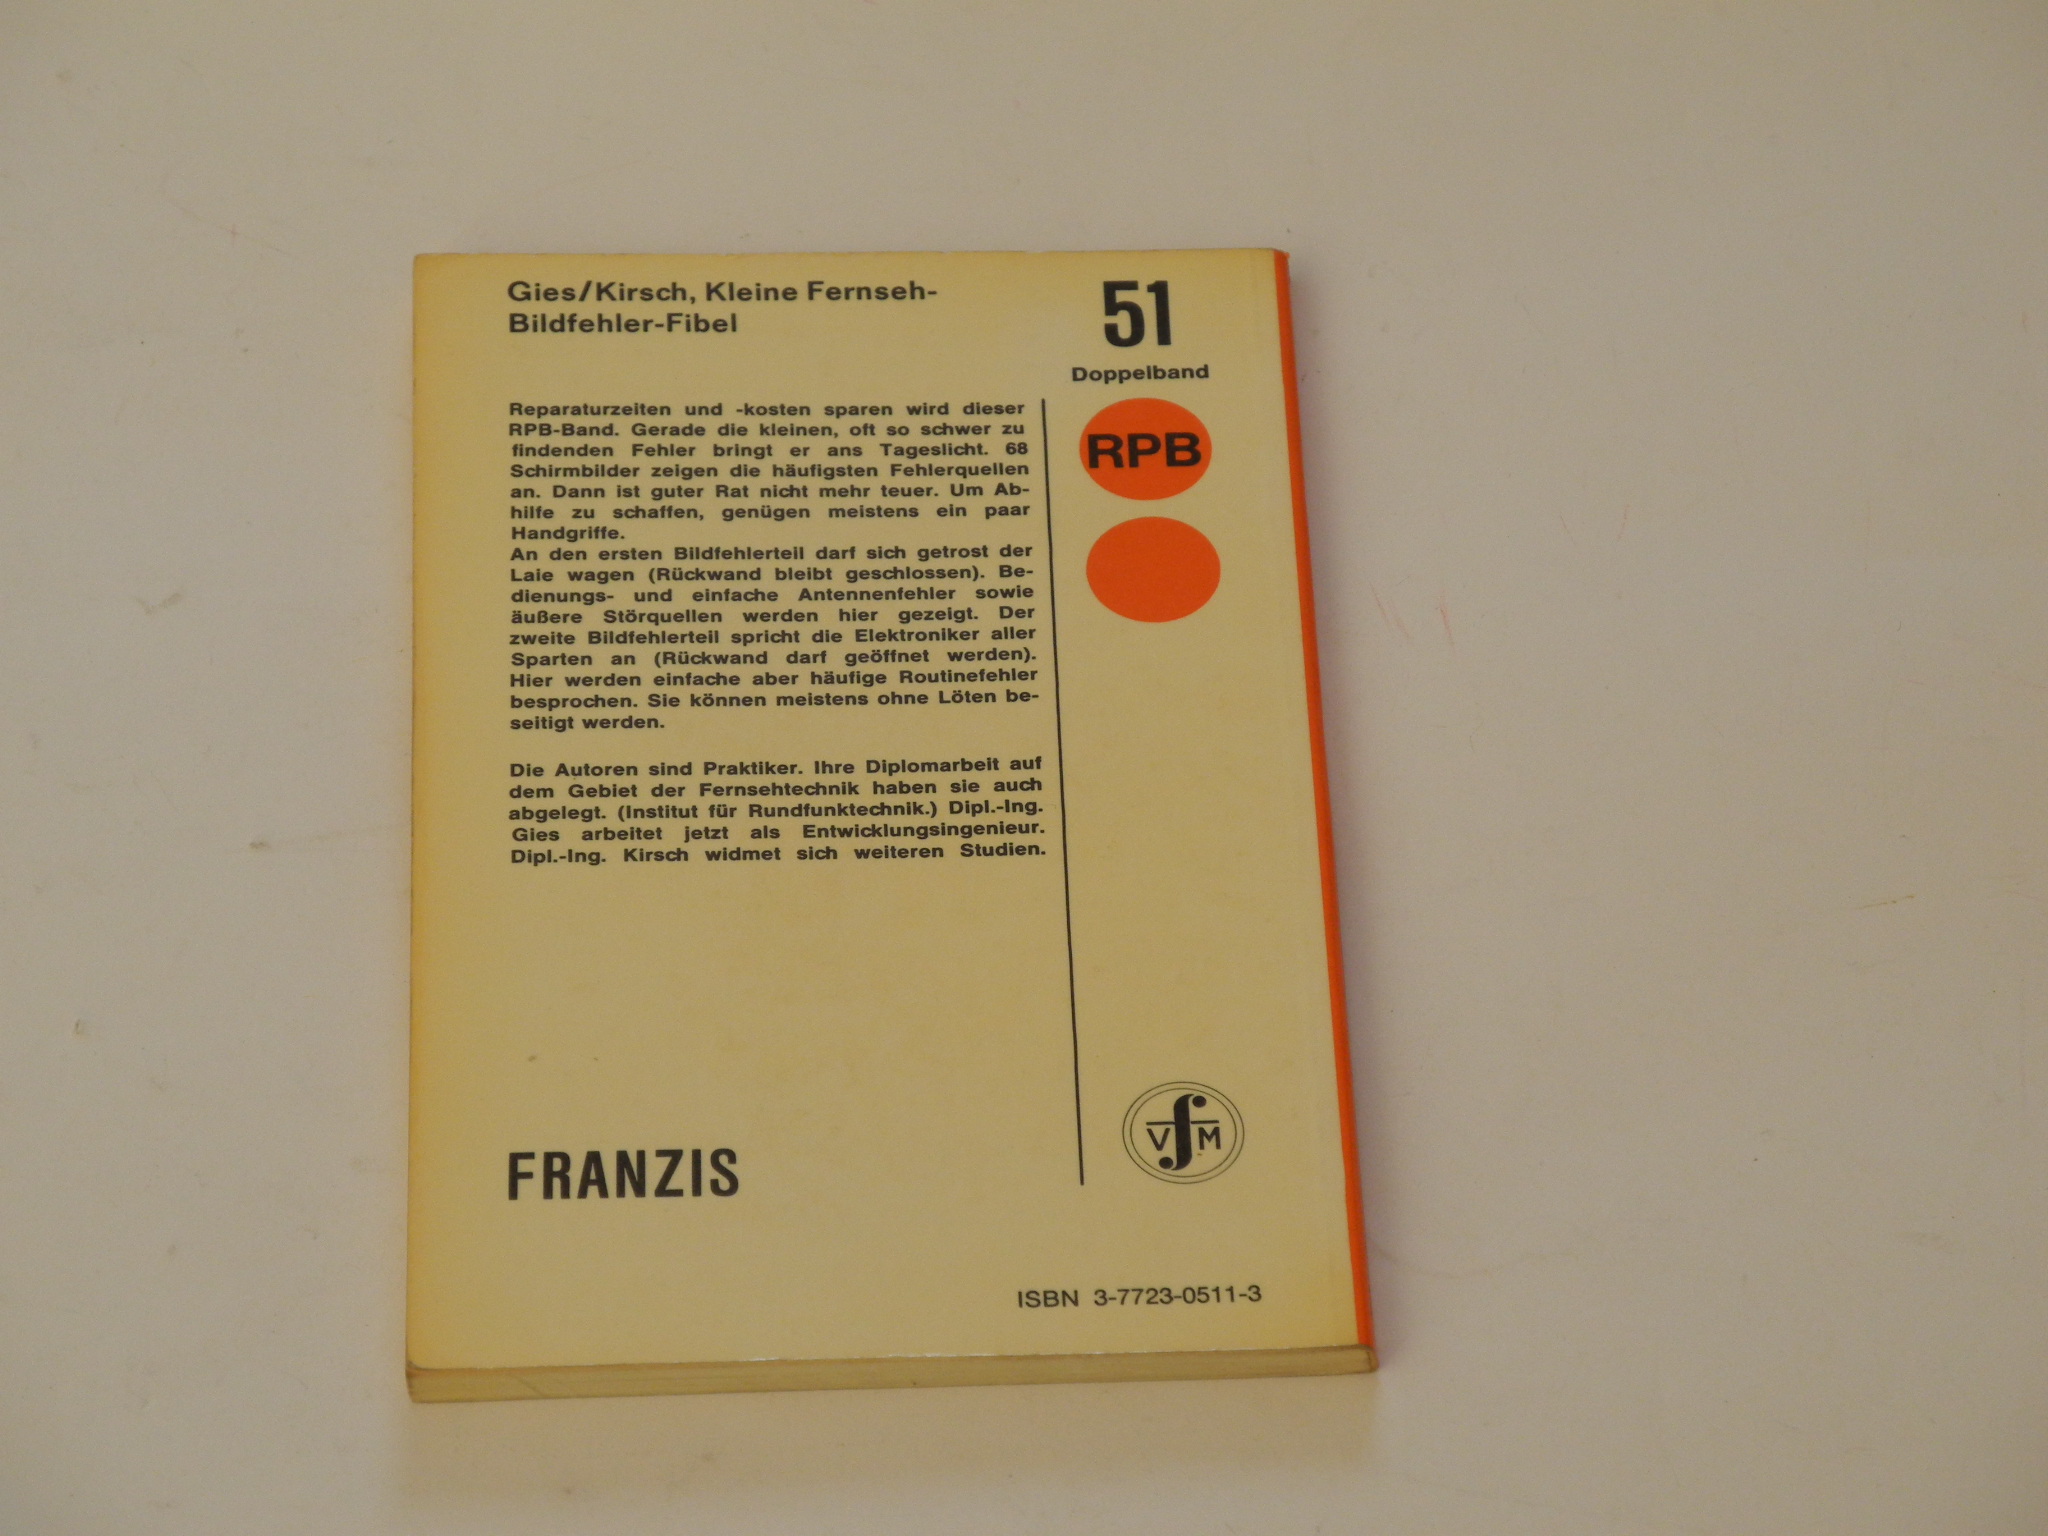 Gies/Kirsch, Kleine Fernseh-
Bildfehler-Fibel
51
Doppelband
RPB
Reparaturzeiten und -kosten sparen wird dieser
RPB-Band. Gerade die kleinen, oft so schwer zu
findenden Fehler bringt er ans Tageslicht. 68
Schirmbilder zeigen die häufigsten Fehlerquellen
an. Dann ist guter Rat nicht mehr teuer. Um Ab-
hilfe zu schaffen, genügen meistens ein paar
Handgriffe.
An den ersten Bildfehlerteil darf sich getrost der
Laie wagen (Rückwand bleibt geschlossen). Be-
dienungs- und einfache Antennenfehler sowie
äußere Störquellen werden hier gezeigt. Der
zweite Bildfehlerteil spricht die Elektroniker aller
Sparten an (Rückwand darf geöffnet werden).
Hier werden einfache aber häufige Routinefehler
besprochen. Sie können meistens ohne Löten be-
seitigt werden.
Die Autoren sind Praktiker. Ihre Diplomarbeit auf
dem Gebiet der Fernsehtechnik haben sie auch
abgelegt. (Institut für Rundfunktechnik.) Dipl.-Ing.
Gies arbeitet jetzt als Entwicklungsingenieur.
Dipl.-Ing. Kirsch widmet sich weiteren Studien.
FRANZIS
V f M
ISBN 3-7723-0511-3